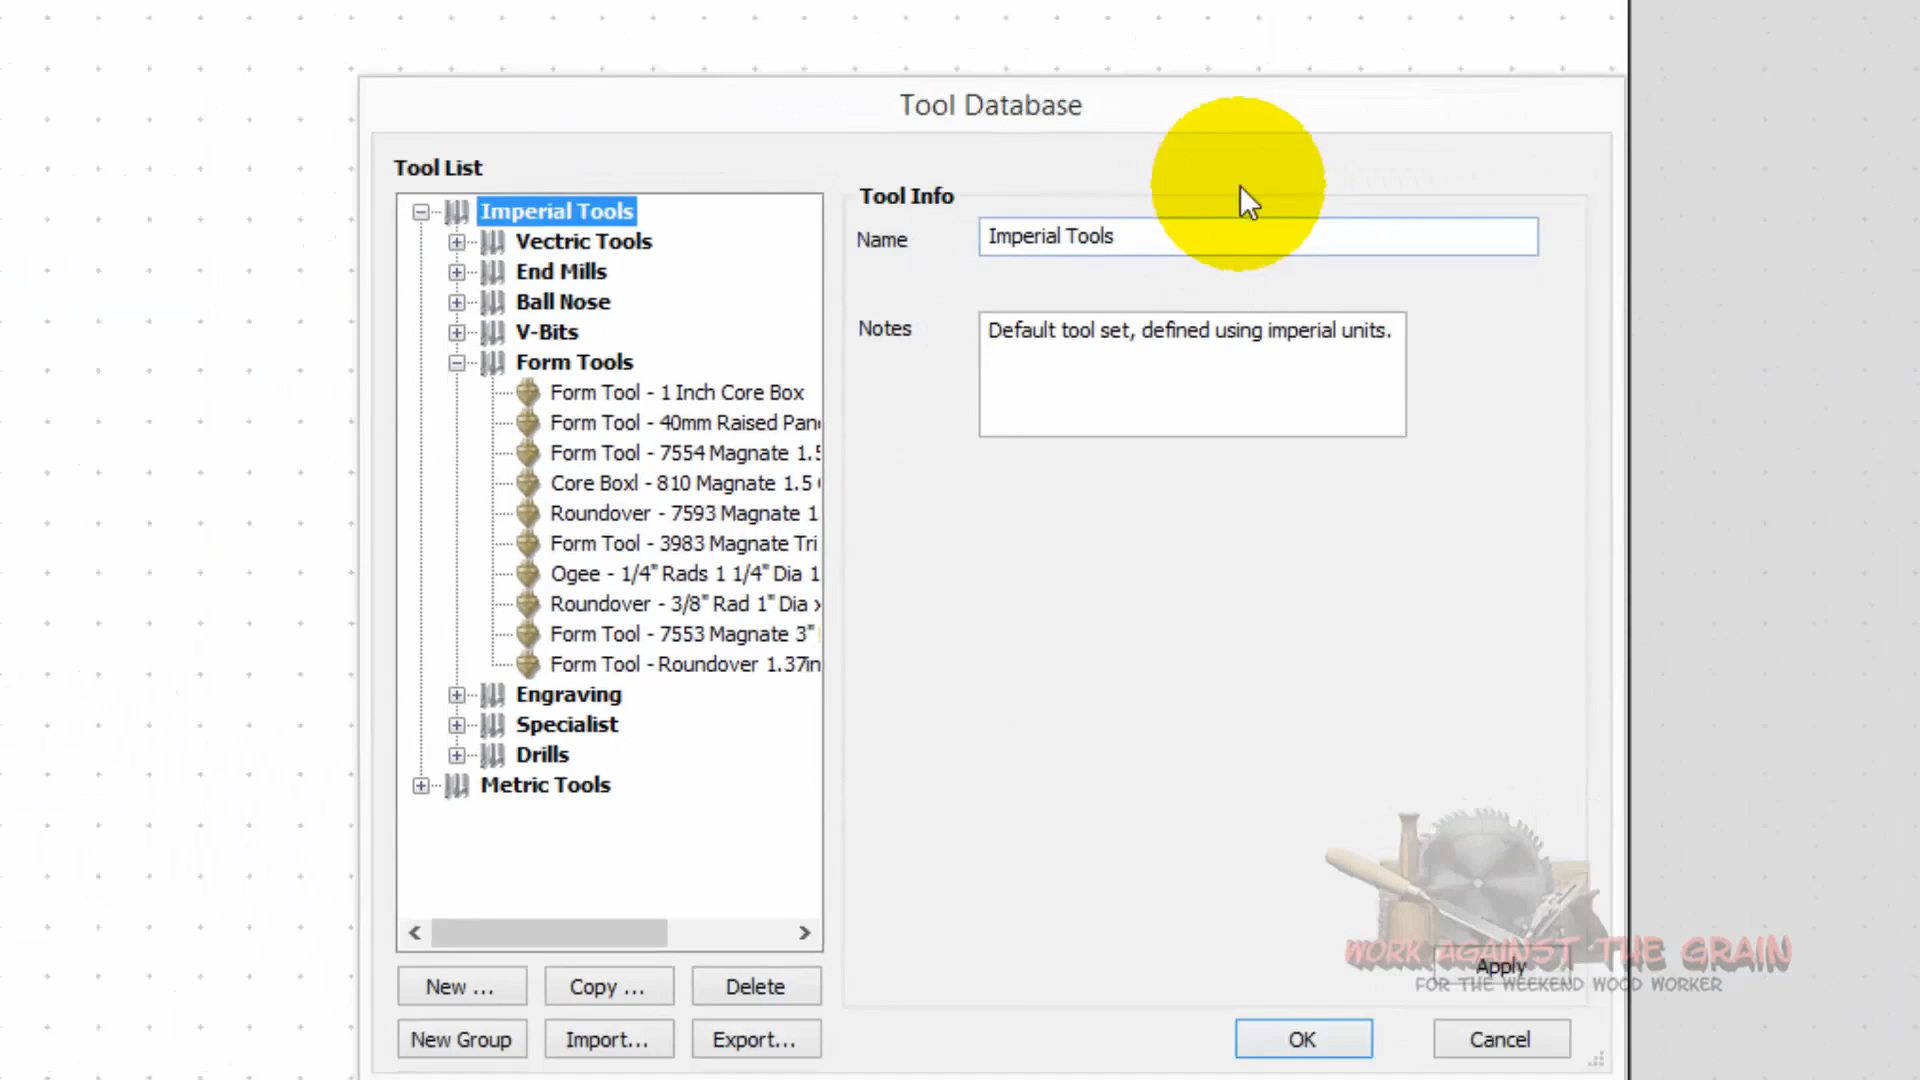 Tool Database
Tool List
Imperial Tools
Vectric Tools
End Mills
Ball Nose
V-Bits
Form Tools
Form Tool - 1 Inch Core Box
Form Tool - 40mm Raised Pan
Form Tool - 7554 Magnate 1.5
Core Boxl - 810 Magnate 1.5
Roundover - 7593 Magnate 1
Form Tool - 3983 Magnate Tri
Ogee - 1/4" Rads 1 1/4" Dia 1
Roundover - 3/8" Rad 1" Dia x
Form Tool - 7553 Magnate 3"
Form Tool - Roundover 1.37in
Engraving
Specialist
Drills
Metric Tools
New ...
Copy ...
Delete
New Group
Import...
Export...
Tool Info
Name
Imperial Tools
Notes
Default tool set, defined using imperial units.
Apply
OK
Cancel
WORK AGAINST THE GRAIN
FOR THE WEEKEND WOOD WORKER